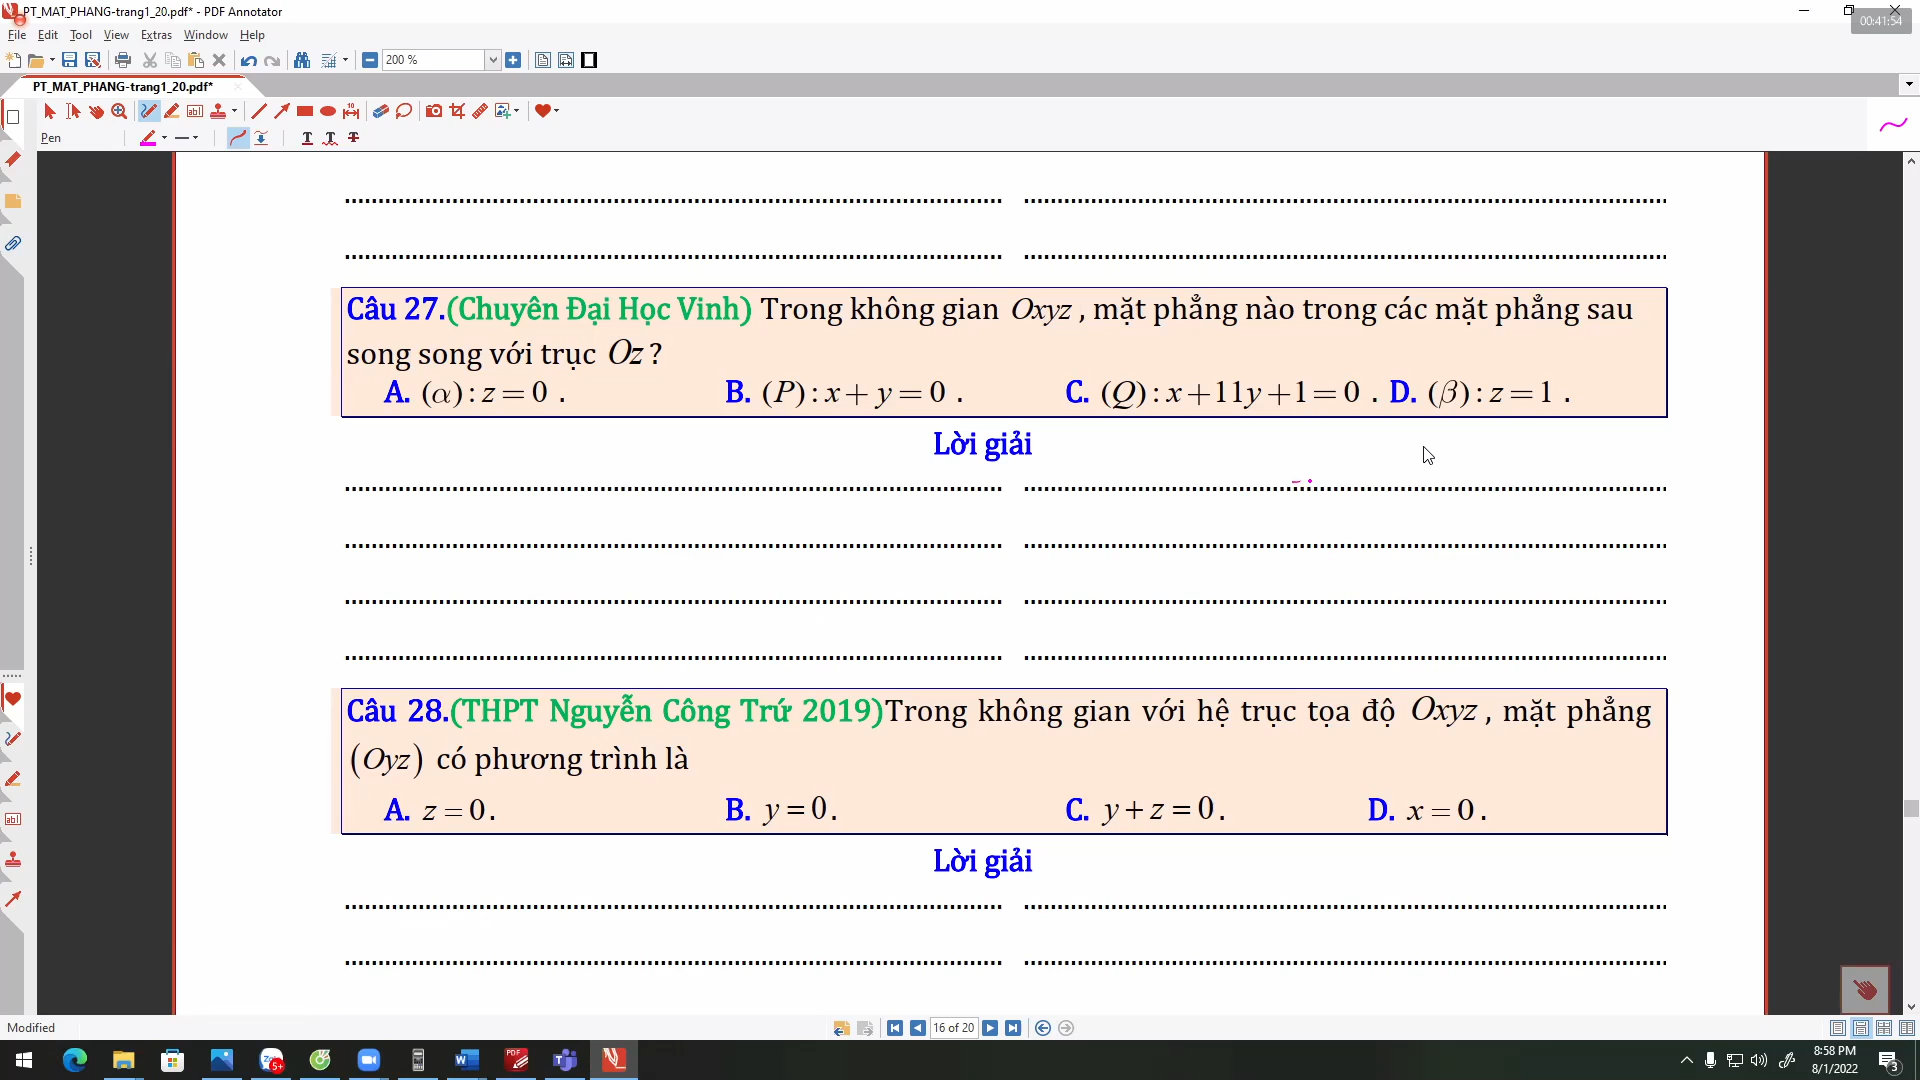 PT_MAT_PHANG-trang1_20.pdf* - PDF Annotator
00:41:54
File Edit Tool View Extras Window Help
200 %
PT_MAT_PHANG-trang1_20.pdf*
Pen
Câu 27.(Chuyên Đại Học Vinh) Trong không gian Oxyz , mặt phẳng nào trong các mặt phẳng sau
song song với trục Oz ?
A. (α) : z = 0 . B. (P) : x + y = 0 . C. (Q) : x + 11y + 1 = 0 . D. (β) : z = 1 .
Lời giải
Câu 28.(THPT Nguyễn Công Trứ 2019)Trong không gian với hệ trục tọa độ Oxyz , mặt phẳng
(Oyz) có phương trình là
A. z = 0. B. y = 0. C. y + z = 0. D. x = 0.
Lời giải
Modified
16 of 20
8:58 PM
8/1/2022
3